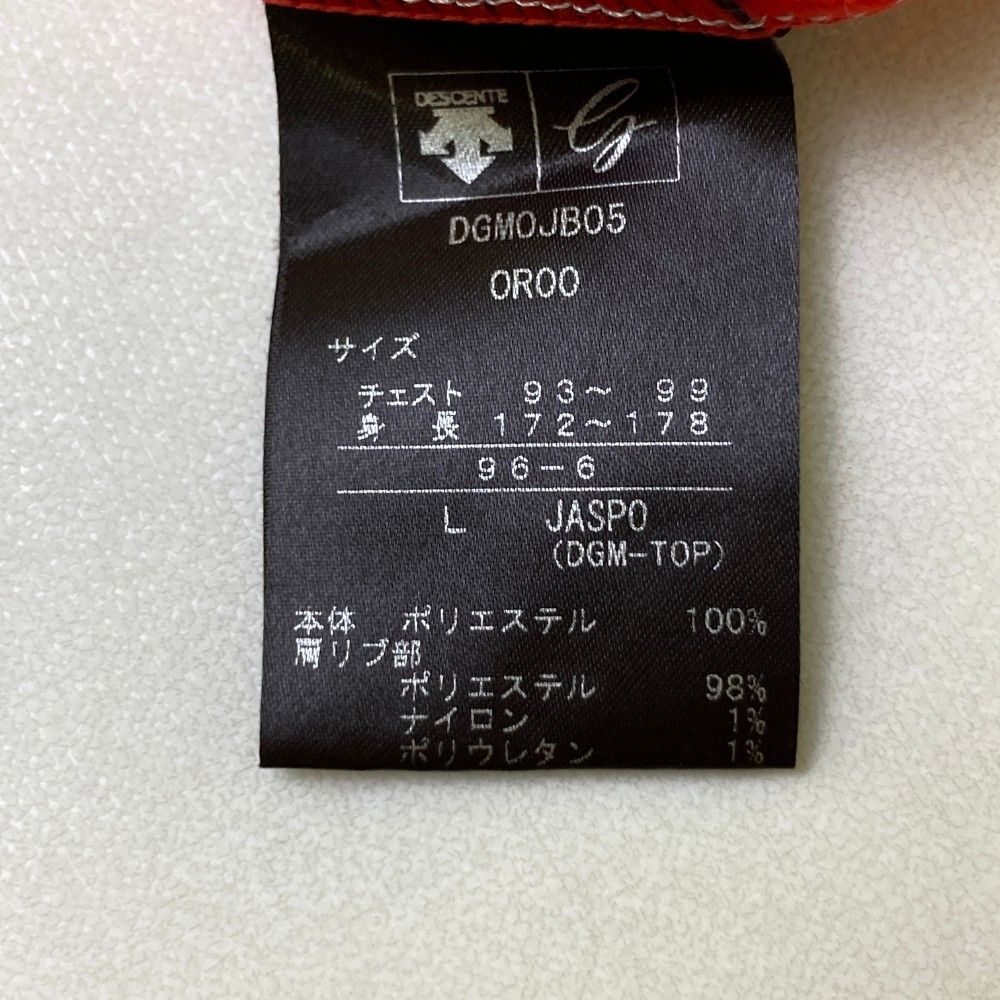 DESCENTE
G
DGMOJB05
OR00
サイズ
チェスト 93～ 99
身 長 172～178
96-6
L JASPO
(DGM-TOP)
本体 ポリエステル 100%
肩リブ部
ポリエステル 98%
ナイロン 1%
ポリウレタン 1%